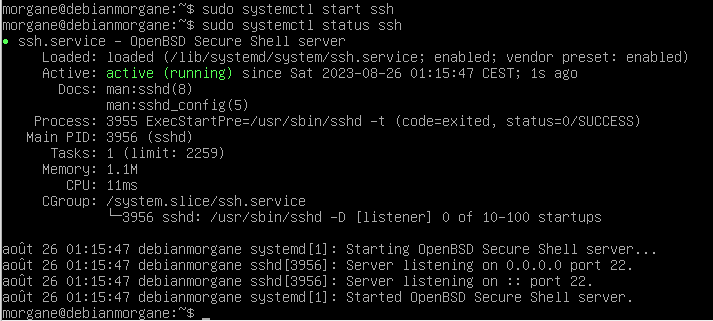 morgane@debianmorgane:~$ sudo systemctl start ssh
morgane@debianmorgane:~$ sudo systemctl status ssh
● ssh.service - OpenBSD Secure Shell server
Loaded: loaded (/lib/systemd/system/ssh.service; enabled; vendor preset: enabled)
Active: active (running) since Sat 2023-08-26 01:15:47 CEST; 1s ago
Docs: man:sshd(8)
man:sshd_config(5)
Process: 3955 ExecStartPre=/usr/sbin/sshd -t (code=exited, status=0/SUCCESS)
Main PID: 3956 (sshd)
Tasks: 1 (limit: 2259)
Memory: 1.1M
CPU: 11ms
CGroup: /system.slice/ssh.service
└─3956 sshd: /usr/sbin/sshd -D [listener] 0 of 10-100 startups
août 26 01:15:47 debianmorgane systemd[1]: Starting OpenBSD Secure Shell server...
août 26 01:15:47 debianmorgane sshd[3956]: Server listening on 0.0.0.0 port 22.
août 26 01:15:47 debianmorgane sshd[3956]: Server listening on :: port 22.
août 26 01:15:47 debianmorgane systemd[1]: Started OpenBSD Secure Shell server.
morgane@debianmorgane:~$ _